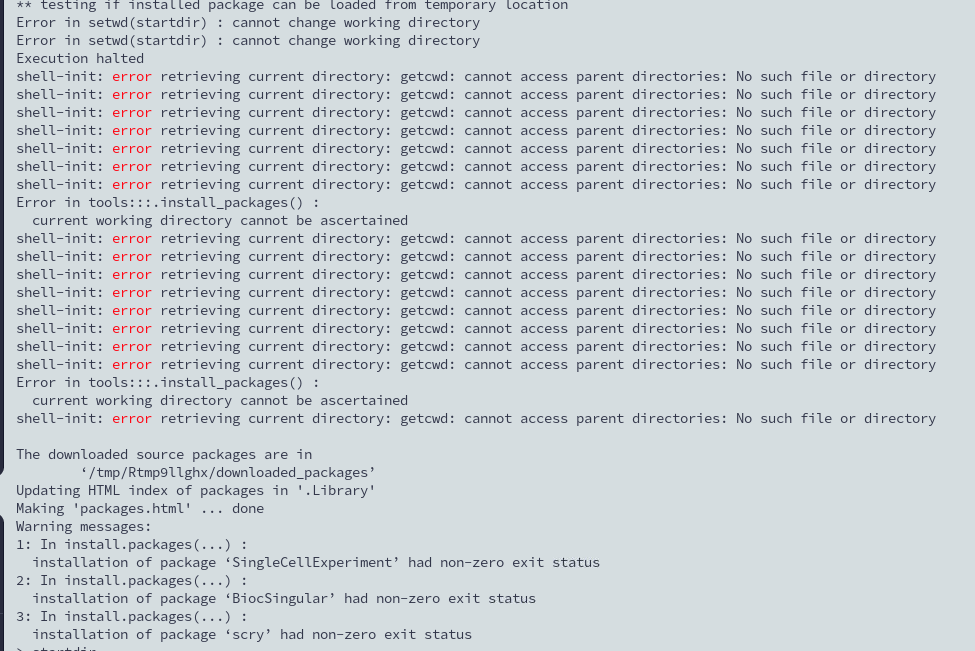 ** testing if installed package can be loaded from temporary location
Error in setwd(startdir) : cannot change working directory
Error in setwd(startdir) : cannot change working directory
Execution halted
shell-init: error retrieving current directory: getcwd: cannot access parent directories: No such file or directory
shell-init: error retrieving current directory: getcwd: cannot access parent directories: No such file or directory
shell-init: error retrieving current directory: getcwd: cannot access parent directories: No such file or directory
shell-init: error retrieving current directory: getcwd: cannot access parent directories: No such file or directory
shell-init: error retrieving current directory: getcwd: cannot access parent directories: No such file or directory
shell-init: error retrieving current directory: getcwd: cannot access parent directories: No such file or directory
shell-init: error retrieving current directory: getcwd: cannot access parent directories: No such file or directory
Error in tools:::.install_packages() :
  current working directory cannot be ascertained
shell-init: error retrieving current directory: getcwd: cannot access parent directories: No such file or directory
shell-init: error retrieving current directory: getcwd: cannot access parent directories: No such file or directory
shell-init: error retrieving current directory: getcwd: cannot access parent directories: No such file or directory
shell-init: error retrieving current directory: getcwd: cannot access parent directories: No such file or directory
shell-init: error retrieving current directory: getcwd: cannot access parent directories: No such file or directory
shell-init: error retrieving current directory: getcwd: cannot access parent directories: No such file or directory
shell-init: error retrieving current directory: getcwd: cannot access parent directories: No such file or directory
shell-init: error retrieving current directory: getcwd: cannot access parent directories: No such file or directory
Error in tools:::.install_packages() :
  current working directory cannot be ascertained
shell-init: error retrieving current directory: getcwd: cannot access parent directories: No such file or directory

The downloaded source packages are in
        ‘/tmp/Rtmp9llghx/downloaded_packages’
Updating HTML index of packages in '.Library'
Making 'packages.html' ... done
Warning messages:
1: In install.packages(...) :
  installation of package ‘SingleCellExperiment’ had non-zero exit status
2: In install.packages(...) :
  installation of package ‘BiocSingular’ had non-zero exit status
3: In install.packages(...) :
  installation of package ‘scry’ had non-zero exit status
> startdir